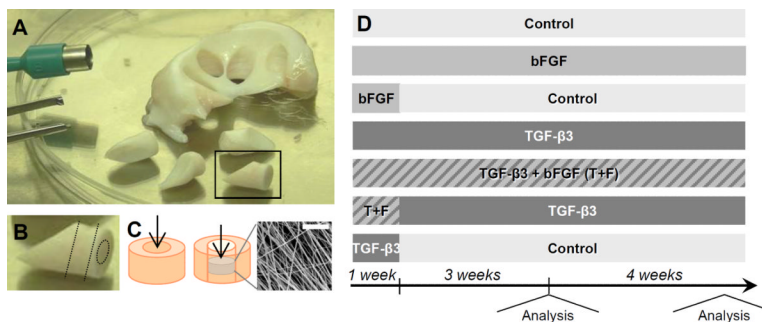 A
B
C
D
Control
bFGF
bFGF Control
TGF-β3
TGF-β3 + bFGF (T+F)
T+F TGF-β3
TGF-β3 Control
1 week 3 weeks 4 weeks
Analysis Analysis